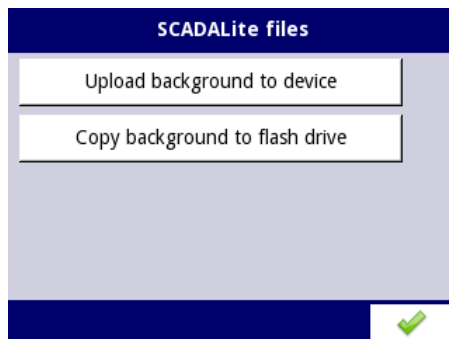 SCADALite files
Upload background to device
Copy background to flash drive